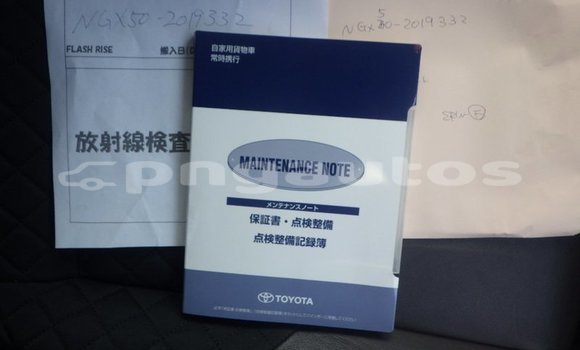 NGX50-2019332
FLASH RISE 搬入日(
放射線検査
自家用貨物車
常時携行
MAINTENANCE NOTE
メンテナンスノート
保証書・点検整備
点検整備記録簿
TOYOTA
5
NGX50-2019332
pngautos